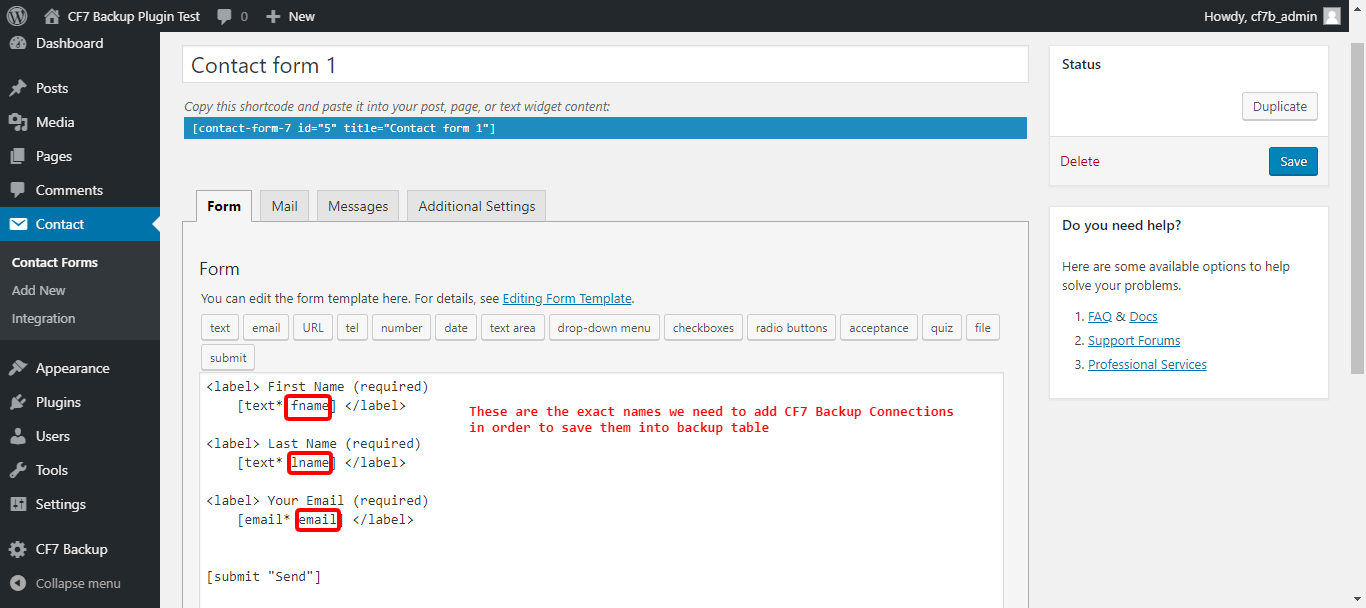 CF7 Backup Plugin Test 0 New Howdy, cf7b_admin
Dashboard
Posts
Media
Pages
Comments
Contact
Contact Forms
Add New
Integration
Appearance
Plugins
Users
Tools
Settings
CF7 Backup
Collapse menu
Contact form 1
Copy this shortcode and paste it into your post, page, or text widget content:
[contact-form-7 id="5" title="Contact form 1"]
Form Mail Messages Additional Settings
Form
You can edit the form template here. For details, see Editing Form Template.
text email URL tel number date text area drop-down menu checkboxes radio buttons acceptance quiz file
submit
<label> First Name (required)
[text* fname] </label>
<label> Last Name (required)
[text* lname] </label>
<label> Your Email (required)
[email* email] </label>
[submit "Send"]
These are the exact names we need to add CF7 Backup Connections
in order to save them into backup table
Status
Duplicate
Delete Save
Do you need help?
Here are some available options to help
solve your problems.
1. FAQ & Docs
2. Support Forums
3. Professional Services